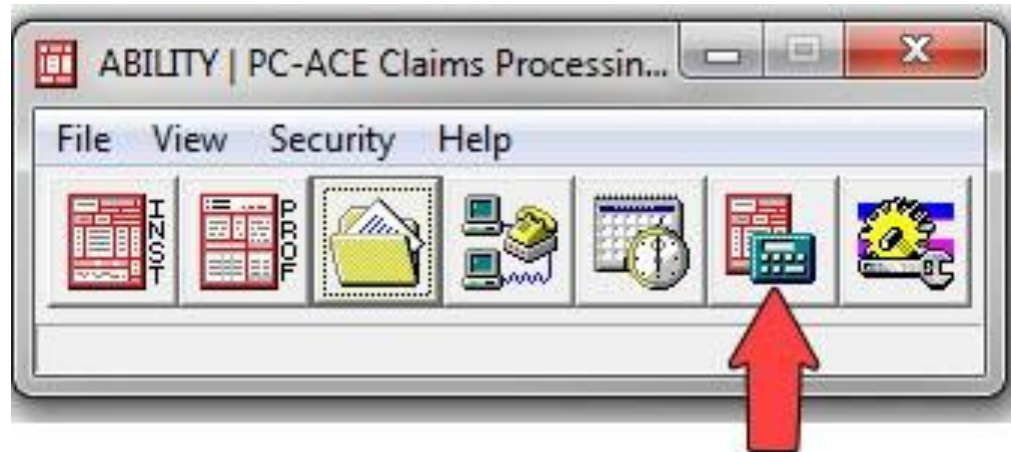 ABILITY | PC-ACE Claims Processin...
File View Security Help
INST
PROF